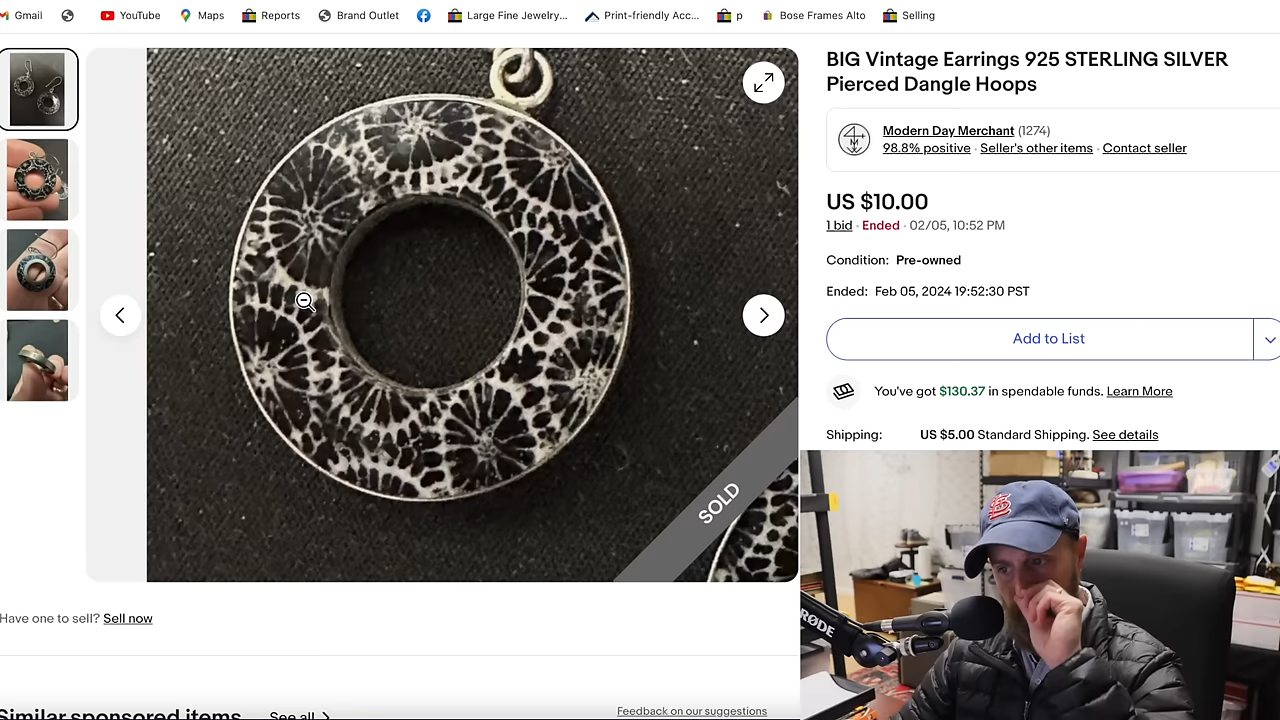 Gmail
YouTube
Maps
Reports
Brand Outlet
Large Fine Jewelry...
Print-friendly Acc...
p
Bose Frames Alto
Selling
BIG Vintage Earrings 925 STERLING SILVER
Pierced Dangle Hoops
M
Modern Day Merchant (1274)
98.8% positive · Seller's other items · Contact seller
US $10.00
1 bid · Ended · 02/05, 10:52 PM
Condition: Pre-owned
Ended: Feb 05, 2024 19:52:30 PST
Add to List
You've got $130.37 in spendable funds. Learn More
Shipping: US $5.00 Standard Shipping. See details
SOLD
Have one to sell? Sell now
Similar sponsored items See all
Feedback on our suggestions
RØDE